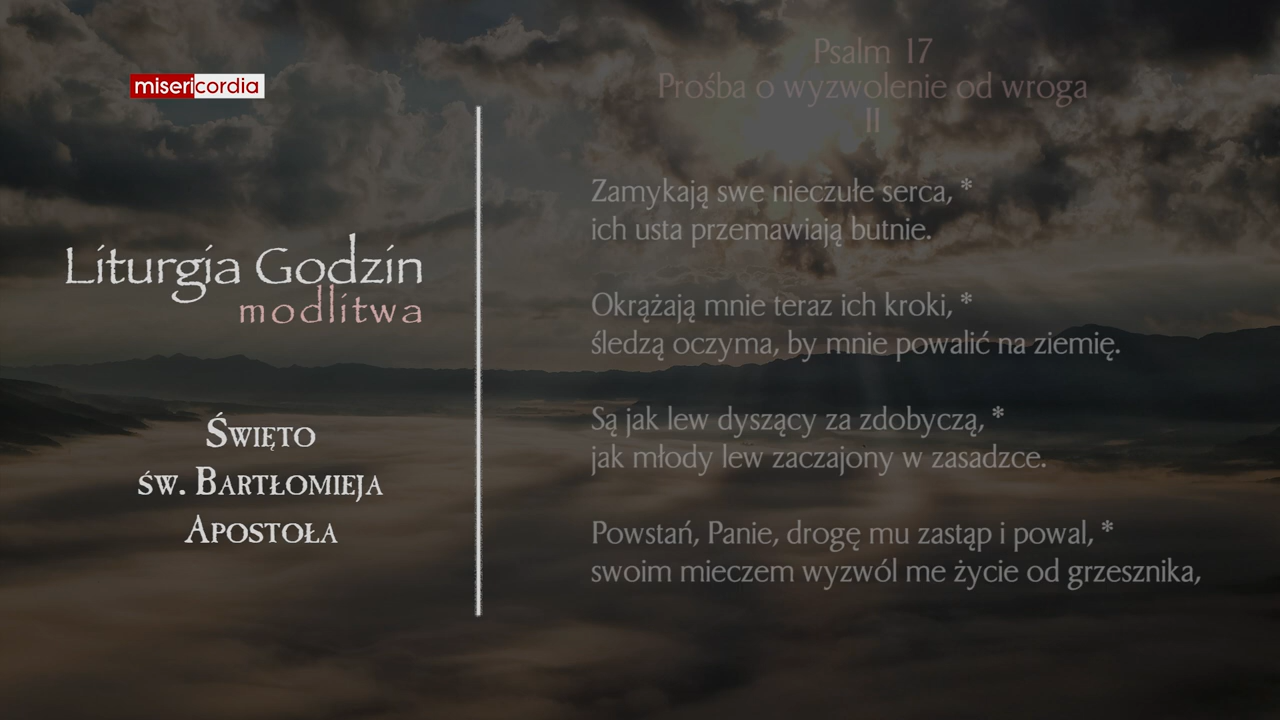 misericordia
Liturgia Godzin
modlitwa
Święto
św. Bartłomieja
Apostoła
Psalm 17
Prośba o wyzwolenie od wroga
II
Zamykają swe nieczułe serca, *
ich usta przemawiają butnie.
Okrążają mnie teraz ich kroki, *
śledzą oczyma, by mnie powalić na ziemię.
Są jak lew dyszący za zdobyczą, *
jak młody lew zaczajony w zasadzce.
Powstań, Panie, drogę mu zastąp i powal, *
swoim mieczem wyzwól me życie od grzesznika,